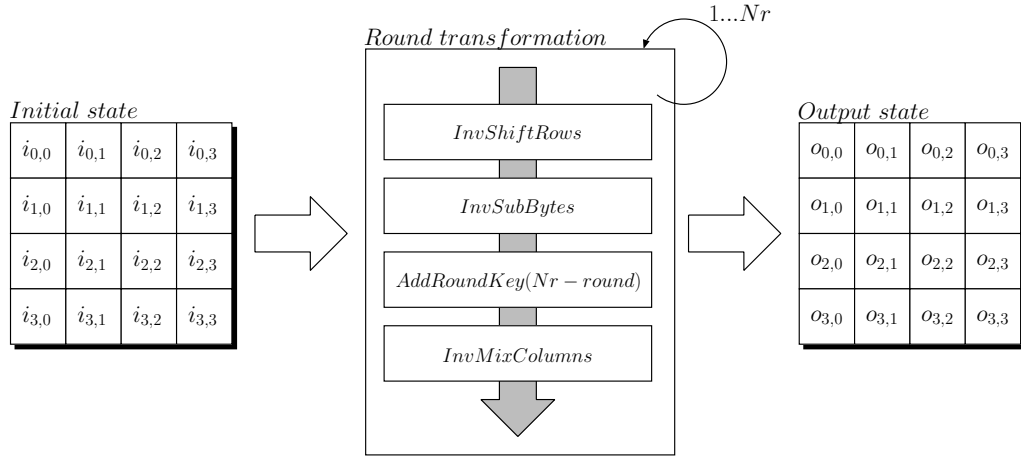 1...Nr
Round transformation
Initial state
i0,0 i0,1 i0,2 i0,3
i1,0 i1,1 i1,2 i1,3
i2,0 i2,1 i2,2 i2,3
i3,0 i3,1 i3,2 i3,3
InvShiftRows
InvSubBytes
AddRoundKey(Nr − round)
InvMixColumns
Output state
o0,0 o0,1 o0,2 o0,3
o1,0 o1,1 o1,2 o1,3
o2,0 o2,1 o2,2 o2,3
o3,0 o3,1 o3,2 o3,3